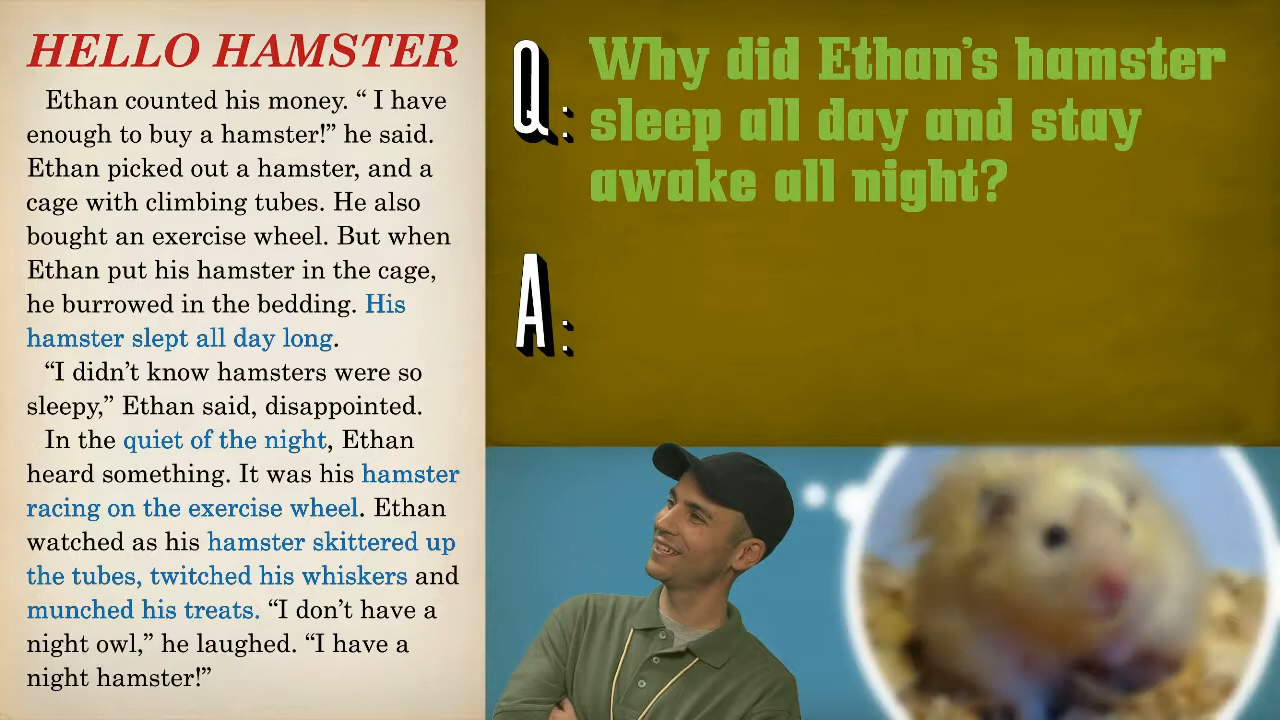 HELLO HAMSTER
Ethan counted his money. “ I have
enough to buy a hamster!” he said.
Ethan picked out a hamster, and a
cage with climbing tubes. He also
bought an exercise wheel. But when
Ethan put his hamster in the cage,
he burrowed in the bedding. His
hamster slept all day long.
“I didn’t know hamsters were so
sleepy,” Ethan said, disappointed.
In the quiet of the night, Ethan
heard something. It was his hamster
racing on the exercise wheel. Ethan
watched as his hamster skittered up
the tubes, twitched his whiskers and
munched his treats. “I don’t have a
night owl,” he laughed. “I have a
night hamster!”
Q: Why did Ethan’s hamster
sleep all day and stay
awake all night?
A: